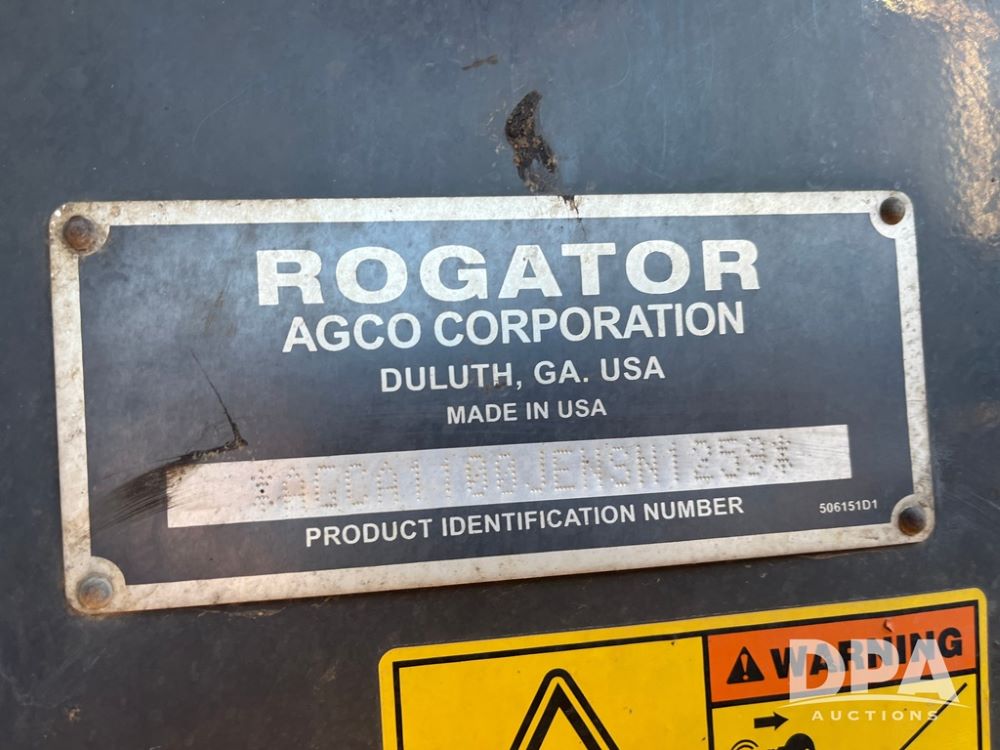 ROGATOR
AGCO CORPORATION
DULUTH, GA. USA
MADE IN USA
*AGCA1100JENSN1259*
PRODUCT IDENTIFICATION NUMBER
506151D1
WARNING
DPA
AUCTIONS